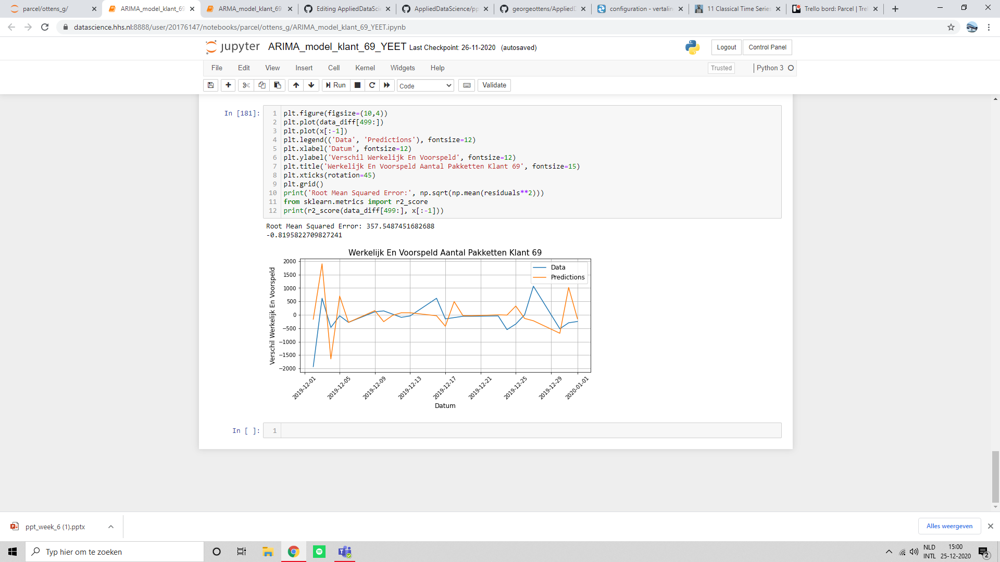 parcel/ottens_g/
ARIMA_model_klant_69
ARMA_model_klant_69
Editing AppliedDataScie
AppliedDataScience/pp
georgeottens/AppliedD
configuration - vertalin
11 Classical Time Series
Trello bord: Parcel | Trel
datascience.hhs.nl:8888/user/20176147/notebooks/parcel/ottens_g/ARIMA_model_klant_69_YEET.ipynb
jupyter ARIMA_model_klant_69_YEET Last Checkpoint: 26-11-2020 (autosaved)
Logout Control Panel
File Edit View Insert Cell Kernel Widgets Help
Trusted Python 3
Run Code Validate
In [181]:
1 plt.figure(figsize=(10,4))
2 plt.plot(data_diff[499:])
3 plt.plot(x[:-1])
4 plt.legend(('Data', 'Predictions'), fontsize=12)
5 plt.xlabel('Datum', fontsize=12)
6 plt.ylabel('Verschil Werkelijk En Voorspeld', fontsize=12)
7 plt.title('Werkelijk En Voorspeld Aantal Pakketten Klant 69', fontsize=15)
8 plt.xticks(rotation=45)
9 plt.grid()
10 print('Root Mean Squared Error:', np.sqrt(np.mean(residuals**2)))
11 from sklearn.metrics import r2_score
12 print(r2_score(data_diff[499:], x[:-1]))
Root Mean Squared Error: 357.5487451682688
-0.8195822709827241
Werkelijk En Voorspeld Aantal Pakketten Klant 69
Verschil Werkelijk En Voorspeld
2000
1500
1000
500
0
−500
−1000
−1500
−2000
Data
Predictions
2019-12-01
2019-12-05
2019-12-09
2019-12-13
2019-12-17
2019-12-21
2019-12-25
2019-12-29
2020-01-01
Datum
In [ ]:
1
ppt_week_6 (1).pptx
Alles weergeven
Typ hier om te zoeken
NLD
INTL
15:00
25-12-2020
2